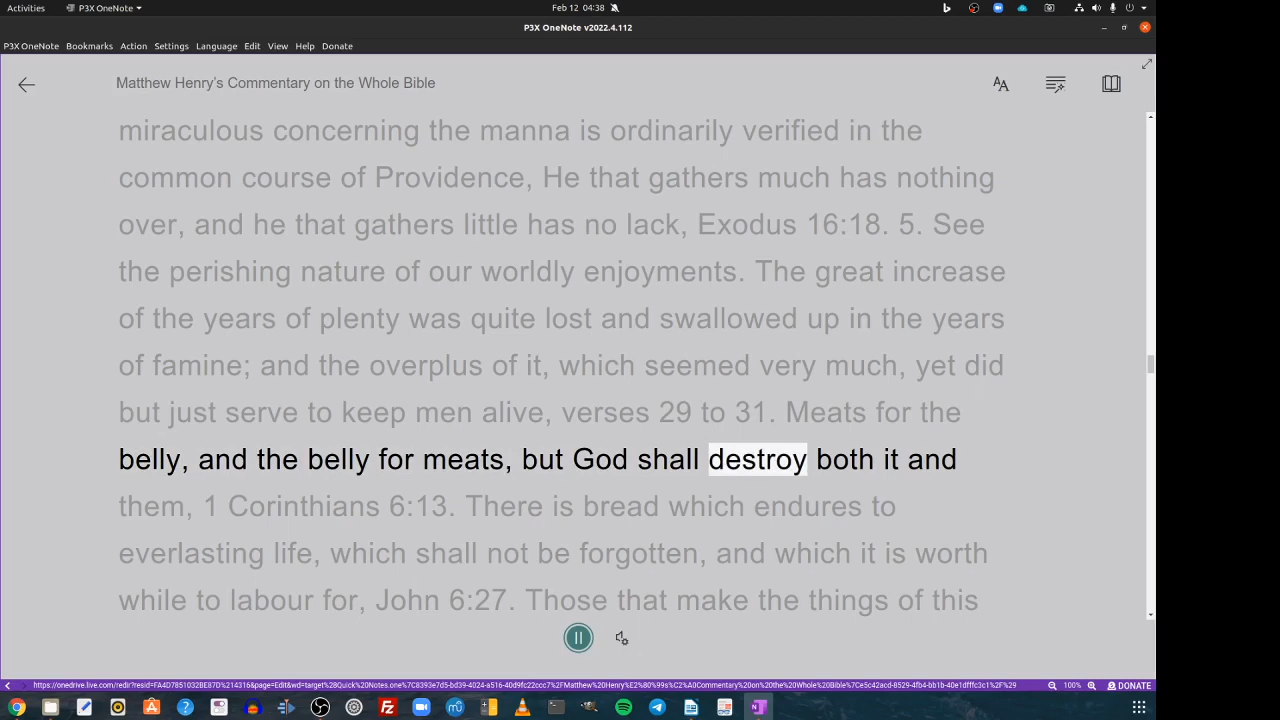 Activities
P3X OneNote
Feb 12 04:38
P3X OneNote v2022.4.112
P3X OneNote Bookmarks Action Settings Language Edit View Help Donate
Matthew Henry's Commentary on the Whole Bible
miraculous concerning the manna is ordinarily verified in the
common course of Providence, He that gathers much has nothing
over, and he that gathers little has no lack, Exodus 16:18. 5. See
the perishing nature of our worldly enjoyments. The great increase
of the years of plenty was quite lost and swallowed up in the years
of famine; and the overplus of it, which seemed very much, yet did
but just serve to keep men alive, verses 29 to 31. Meats for the
belly, and the belly for meats, but God shall destroy both it and
them, 1 Corinthians 6:13. There is bread which endures to
everlasting life, which shall not be forgotten, and which it is worth
while to labour for, John 6:27. Those that make the things of this
100%
DONATE